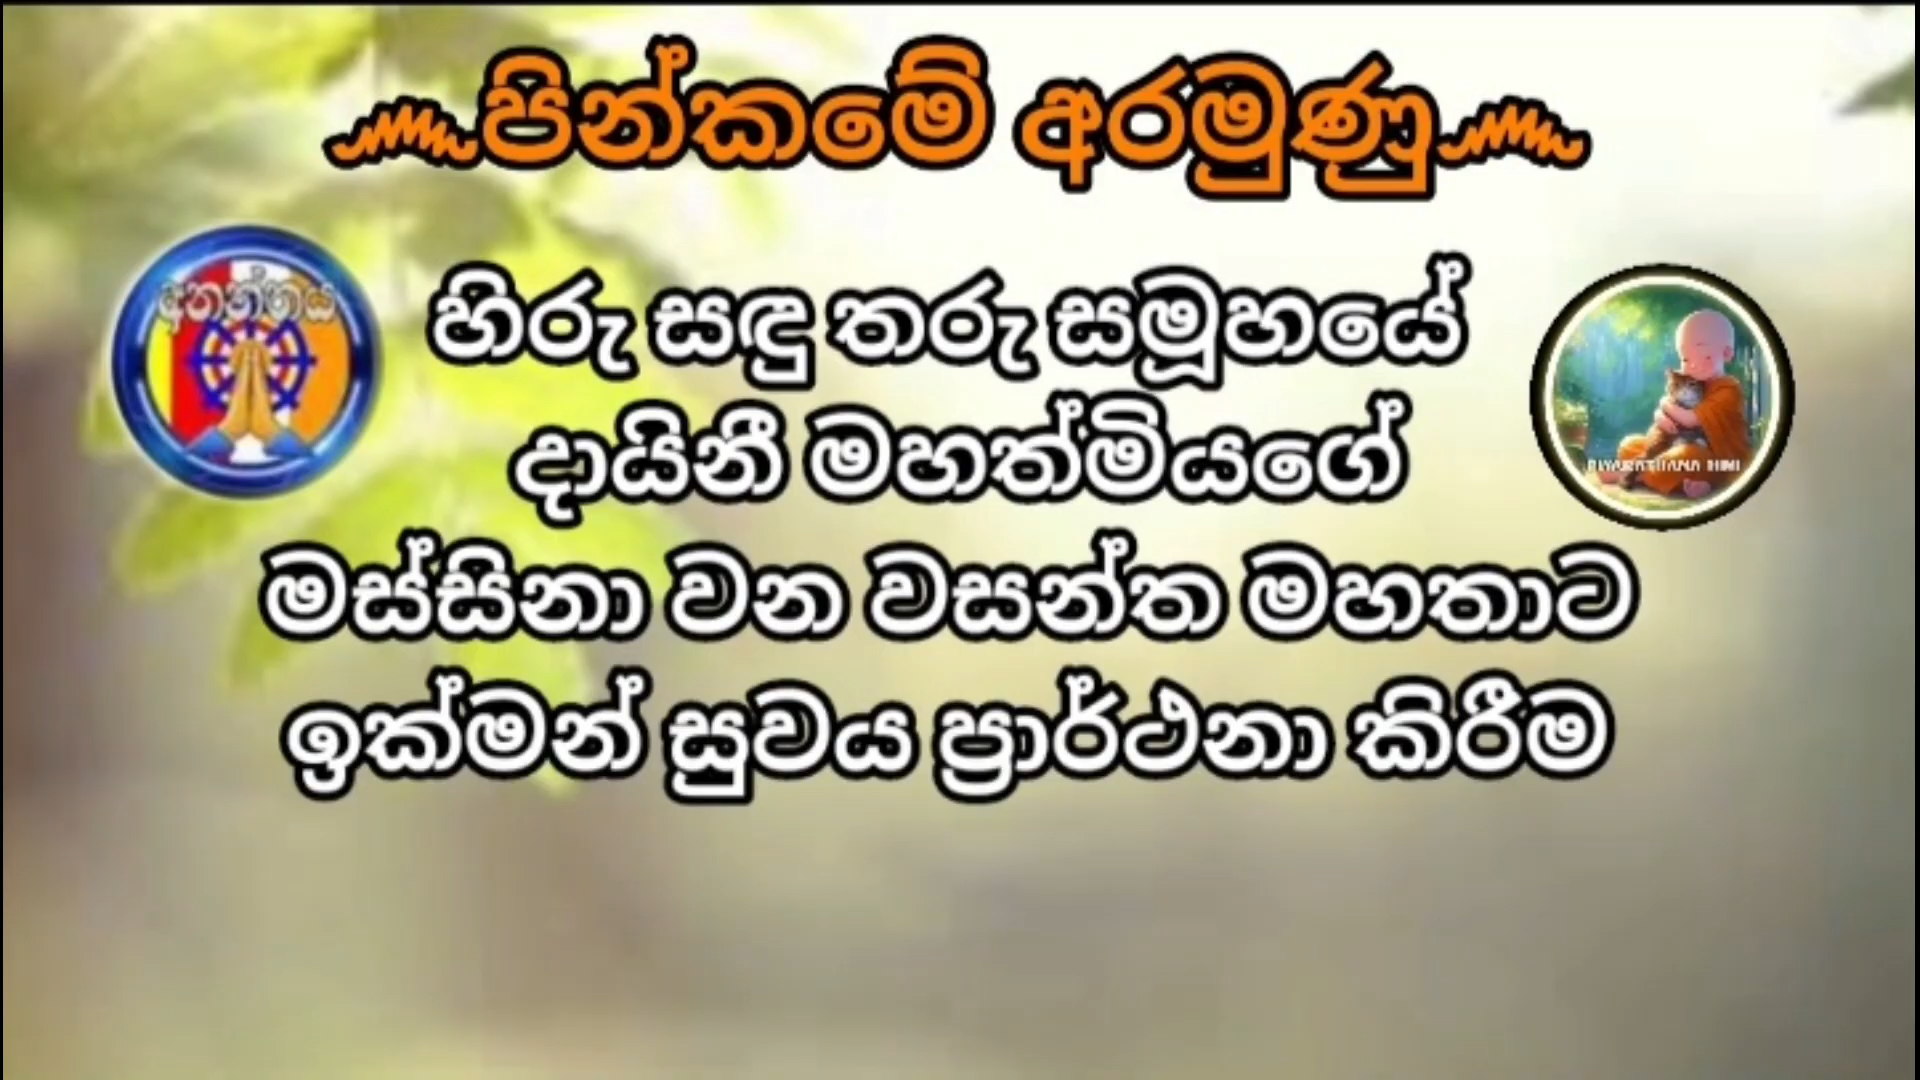 පින්කමේ අරමුණු
හිරු සඳු තරු සමූහයේ
දායිනී මහත්මියගේ
මස්සිනා වන වසන්ත මහතාට
ඉක්මන් සුවය ප්‍රාර්ථනා කිරීම